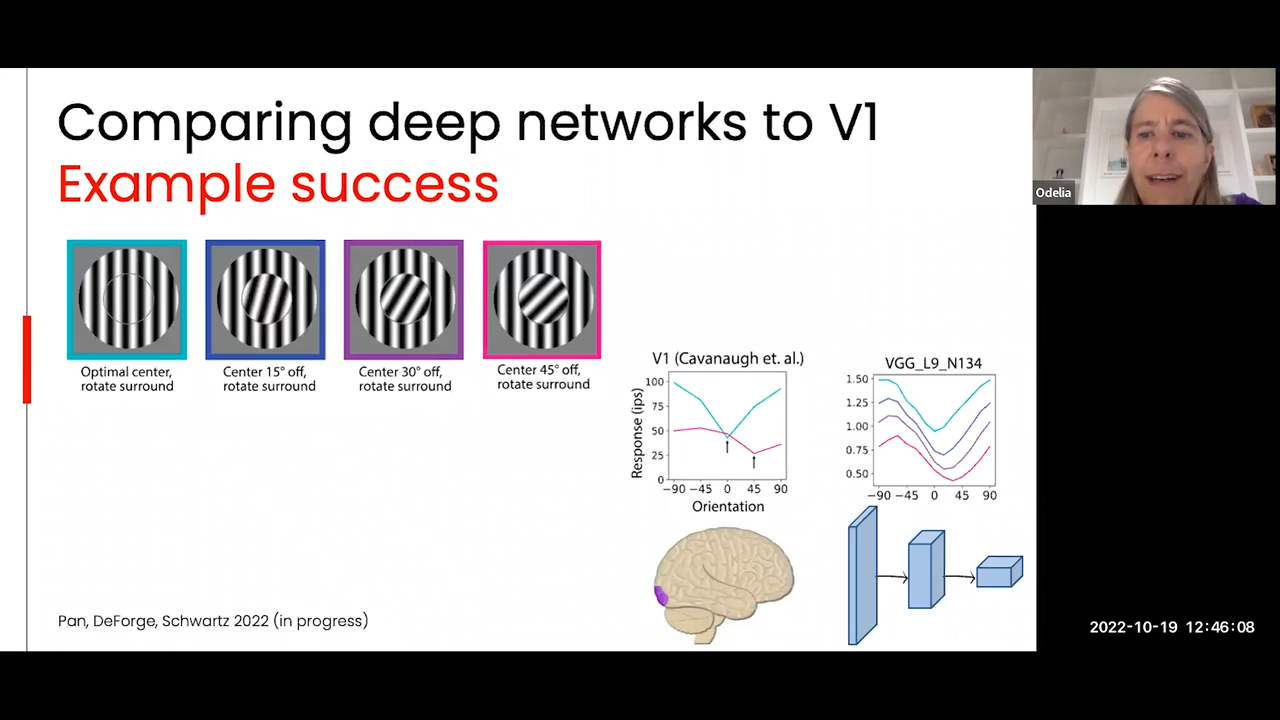 Comparing deep networks to V1
Example success
Odelia
Optimal center,
rotate surround
Center 15° off,
rotate surround
Center 30° off,
rotate surround
Center 45° off,
rotate surround
V1 (Cavanaugh et. al.)
Response (ips)
100
75
50
25
0
−90 −45 0 45 90
Orientation
VGG_L9_N134
1.50
1.25
1.00
0.75
0.50
−90 −45 0 45 90
Pan, DeForge, Schwartz 2022 (in progress)
2022-10-19 12:46:08